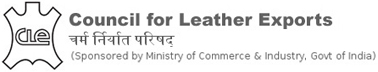 CLE
Council for Leather Exports
चर्म निर्यात परिषद्
(Sponsored by Ministry of Commerce & Industry, Govt of India)